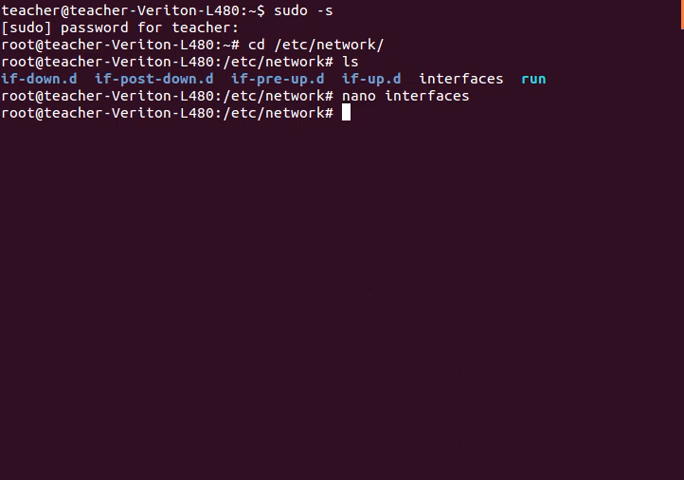 teacher@teacher-Veriton-L480:~$ sudo -s
[sudo] password for teacher:
root@teacher-Veriton-L480:~# cd /etc/network/
root@teacher-Veriton-L480:/etc/network# ls
if-down.d  if-post-down.d  if-pre-up.d  if-up.d  interfaces  run
root@teacher-Veriton-L480:/etc/network# nano interfaces
root@teacher-Veriton-L480:/etc/network#